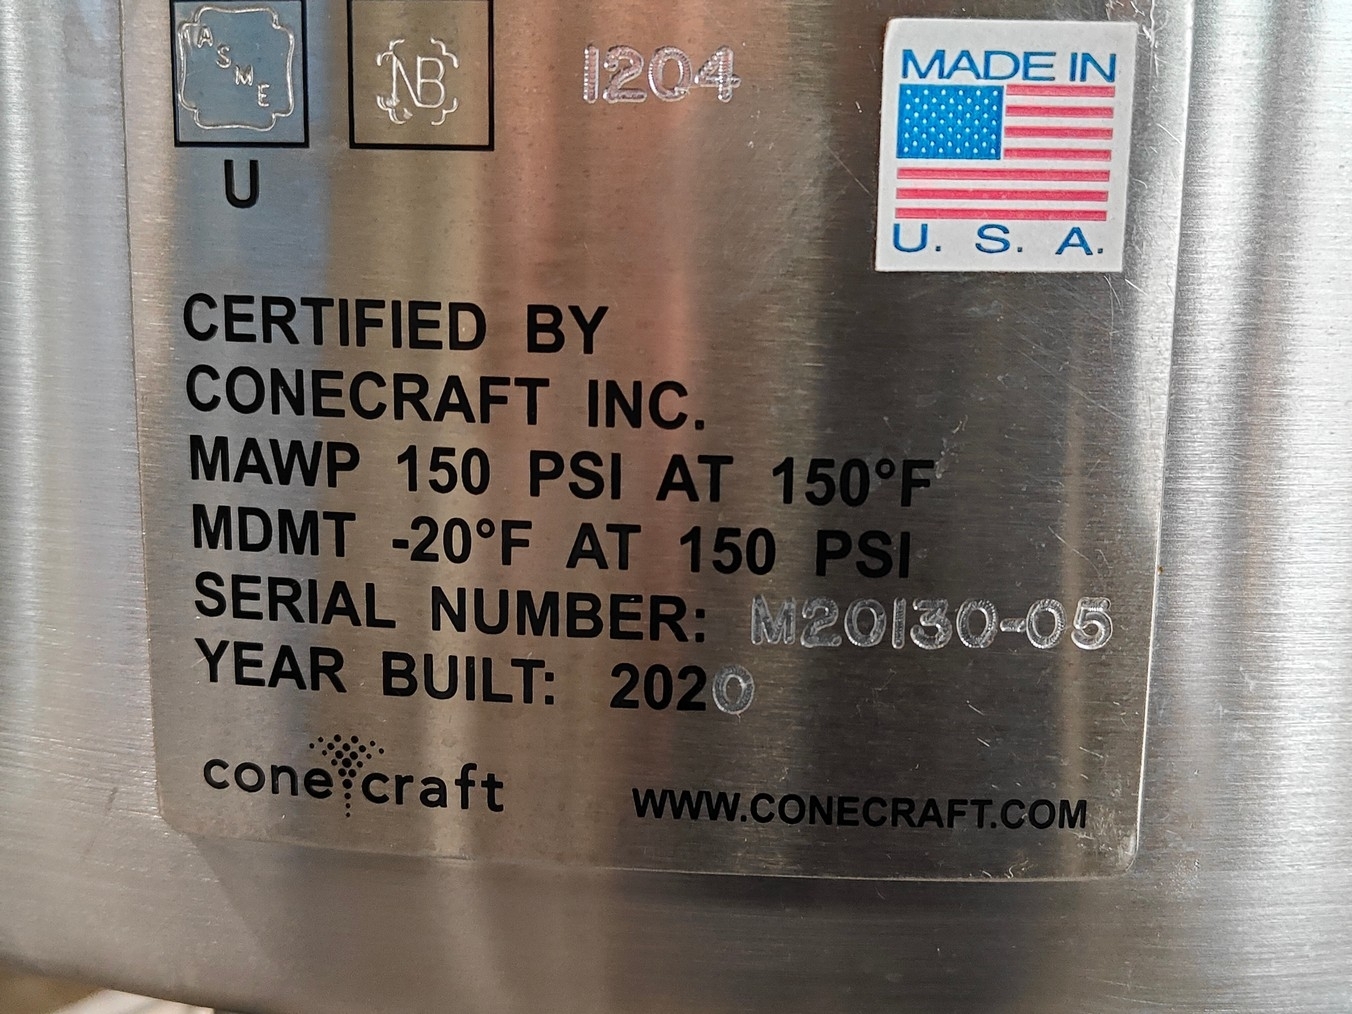 ASME
NB
1204
MADE IN
U. S. A.
U
CERTIFIED BY
CONECRAFT INC.
MAWP 150 PSI AT 150°F
MDMT -20°F AT 150 PSI
SERIAL NUMBER: M20130-05
YEAR BUILT: 2020
conecraft
WWW.CONECRAFT.COM